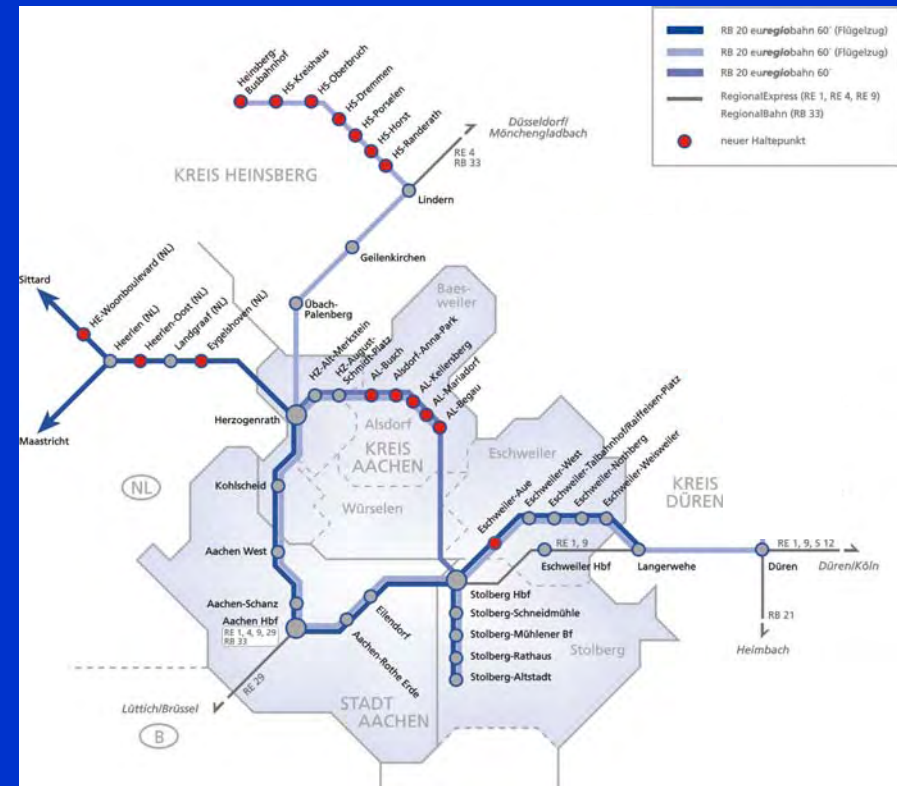 RB 20 euregiobahn 60´ (Flügelzug)
RB 20 euregiobahn 60´ (Flügelzug)
RB 20 euregiobahn 60´
RegionalExpress (RE 1, RE 4, RE 9)
RegionalBahn (RB 33)
neuer Haltepunkt
Heinsberg-
Busbahnhof
HS-Kreishaus
HS-Oberbruch
HS-Dremmen
HS-Porselen
HS-Horst
HS-Randerath
Düsseldorf/
Mönchengladbach
RE 4
RB 33
KREIS HEINSBERG
Lindern
Geilenkirchen
Übach-
Palenberg
Baes-
weiler
Sittard
HE-Woonboulevard (NL)
Heerlen (NL)
Heerlen-Oost (NL)
Landgraaf (NL)
Eygelshoven (NL)
Maastricht
HZ-Alt-Merkstein
HZ-August-
Schmidt-Platz
AL-Busch
Alsdorf-Anna-Park
AL-Kellersberg
AL-Mariadorf
AL-Begau
Herzogenrath
Alsdorf
KREIS
AACHEN
Eschweiler
NL
Kohlscheid
Würselen
Eschweiler-Aue
Eschweiler-West
Eschweiler-Talbahnhof/Raiffeisen-Platz
Eschweiler-Nothberg
Eschweiler-Weisweiler
KREIS
DÜREN
Aachen West
RE 1, 9
Eschweiler Hbf
Langerwehe
Düren
RE 1, 9, S 12
Düren/Köln
RB 21
Heimbach
Aachen-Schanz
Aachen Hbf
RE 1, 4, 9, 29
RB 33
Eilendorf
Aachen-Rothe Erde
Stolberg Hbf
Stolberg-Schneidmühle
Stolberg-Mühlener Bf
Stolberg-Rathaus
Stolberg-Altstadt
Stolberg
RE 29
Lüttich/Brüssel
B
STADT
AACHEN